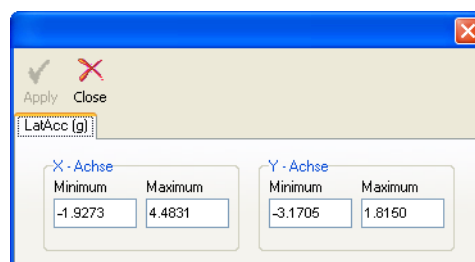 Apply Close
LatAcc (g)
X - Achse Y - Achse
Minimum Maximum Minimum Maximum
-1.9273 4.4831 -3.1705 1.8150